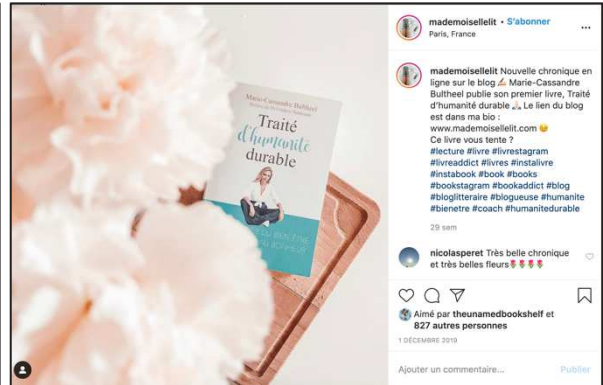 Marie-Cassandre Bultheel
Traité
d'humanité
durable
mademoisellelit • S'abonner
Paris, France
mademoisellelit Nouvelle chronique en
ligne sur le blog ✍🏻 Marie-Cassandre
Bultheel publie son premier livre, Traité
d'humanité durable 🙏🏻 Le lien du blog
est dans ma bio :
www.mademoisellelit.com 😉
Ce livre vous tente ?
#lecture #livre #livrestagram
#livreaddict #livres #instalivre
#instabook #book #books
#bookstagram #bookaddict #blog
#bloglitteraire #blogueuse #humanite
#bienetre #coach #humanitedurable
29 sem
nicolasperet Très belle chronique
et très belles fleurs🌷🌷🌷🌷
Aimé par theunamedbookshelf et
827 autres personnes
1 DÉCEMBRE 2019
Ajouter un commentaire...
Publier